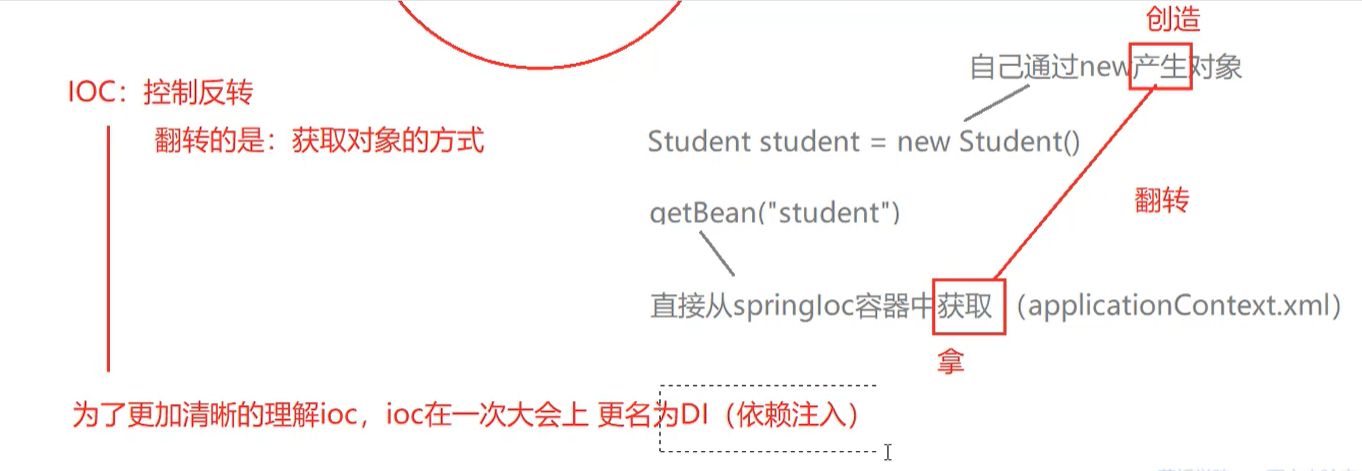 创造
自己通过new产生对象
IOC：控制反转
翻转的是：获取对象的方式
Student student = new Student()
翻转
getBean("student")
直接从springIoc容器中获取（applicationContext.xml）
拿
为了更加清晰的理解ioc，ioc在一次大会上 更名为DI（依赖注入）